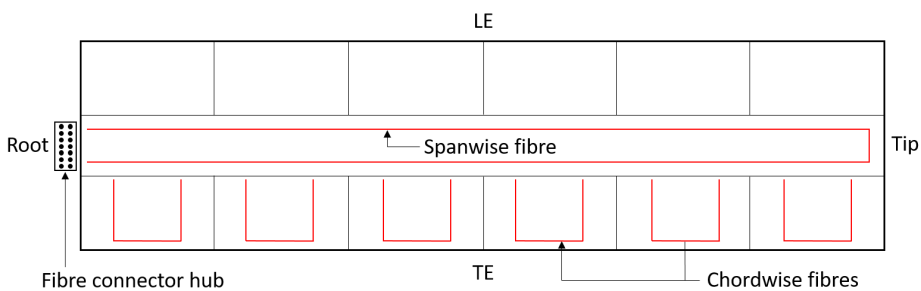 LE
Root
Spanwise fibre
Tip
Fibre connector hub
TE
Chordwise fibres